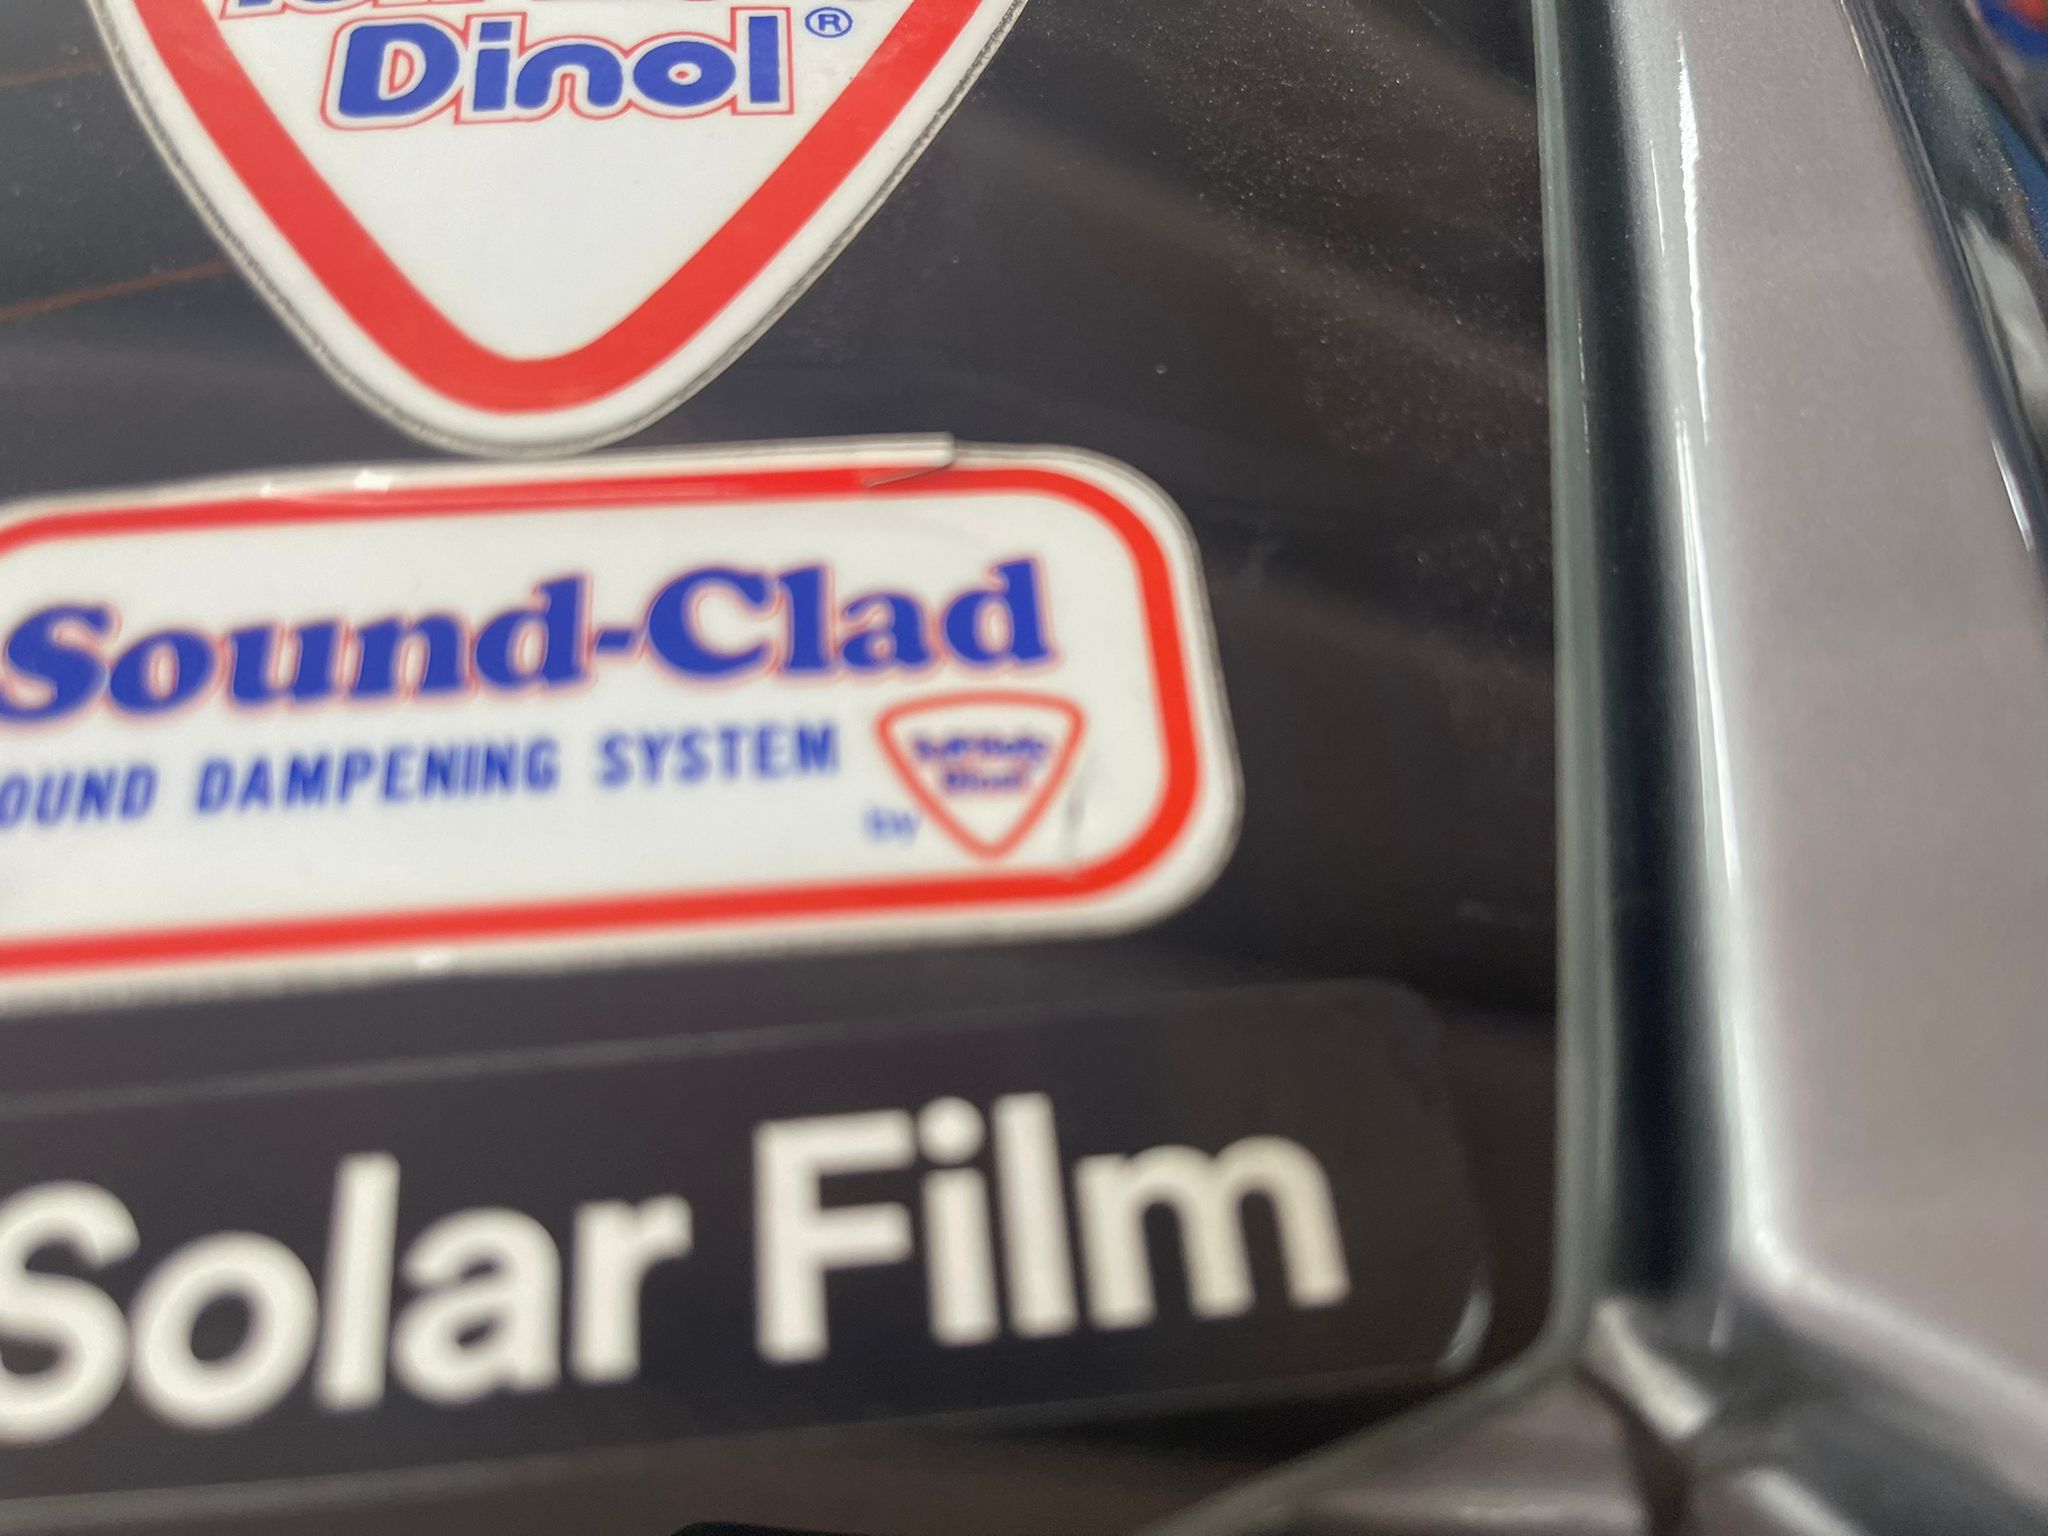 Dinol®
Sound-Clad
OUND DAMPENING SYSTEM
by
Solar Film